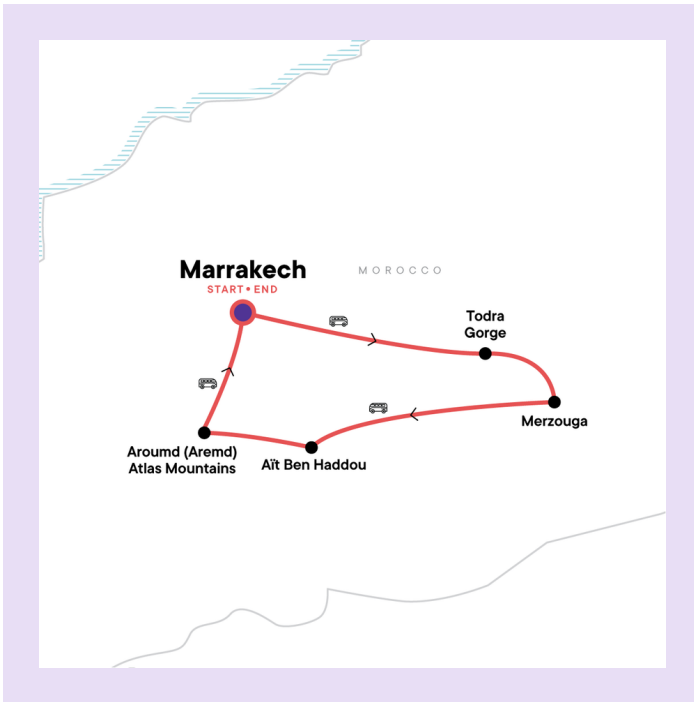 Marrakech
START • END
MOROCCO
Todra
Gorge
Merzouga
Aroumd (Aremd)
Atlas Mountains
Aït Ben Haddou